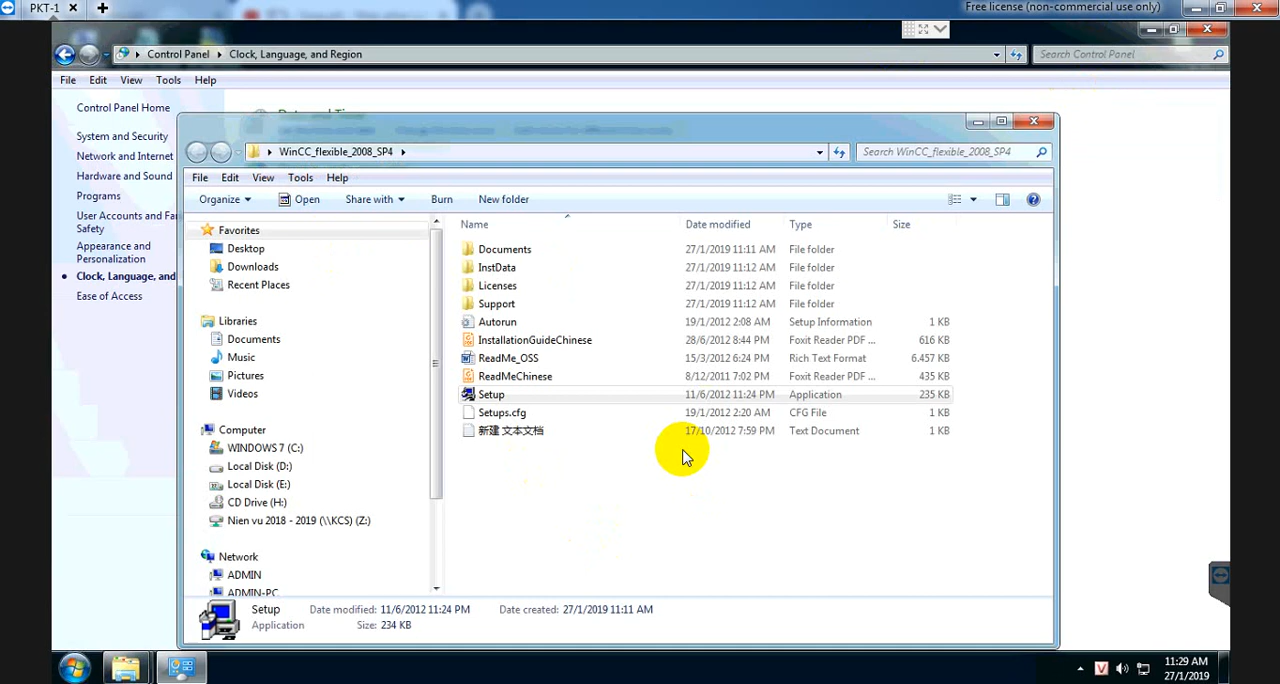 PKT-1
Free license (non-commercial use only)
Control Panel Clock, Language, and Region
Search Control Panel
File Edit View Tools Help
Control Panel Home
System and Security
Network and Internet
Hardware and Sound
Programs
User Accounts and Fa
Safety
Appearance and
Personalization
Clock, Language, and
Ease of Access
WinCC_flexible_2008_SP4
Search WinCC_flexible_2008_SP4
File Edit View Tools Help
Organize Open Share with Burn New folder
Favorites
Desktop
Downloads
Recent Places
Libraries
Documents
Music
Pictures
Videos
Computer
WINDOWS 7 (C:)
Local Disk (D:)
Local Disk (E:)
CD Drive (H:)
Nien vu 2018 - 2019 (\\KCS) (Z:)
Network
ADMIN
ADMIN-PC
Name Date modified Type Size
Documents 27/1/2019 11:11 AM File folder
InstData 27/1/2019 11:12 AM File folder
Licenses 27/1/2019 11:12 AM File folder
Support 27/1/2019 11:12 AM File folder
Autorun 19/1/2012 2:08 AM Setup Information 1 KB
InstallationGuideChinese 28/6/2012 8:44 PM Foxit Reader PDF ... 616 KB
ReadMe_OSS 15/3/2012 6:24 PM Rich Text Format 6.457 KB
ReadMeChinese 8/12/2011 7:02 PM Foxit Reader PDF ... 435 KB
Setup 11/6/2012 11:24 PM Application 235 KB
Setups.cfg 19/1/2012 2:20 AM CFG File 1 KB
新建 文本文档 17/10/2012 7:59 PM Text Document 1 KB
Setup Date modified: 11/6/2012 11:24 PM Date created: 27/1/2019 11:11 AM
Application Size: 234 KB
11:29 AM
27/1/2019